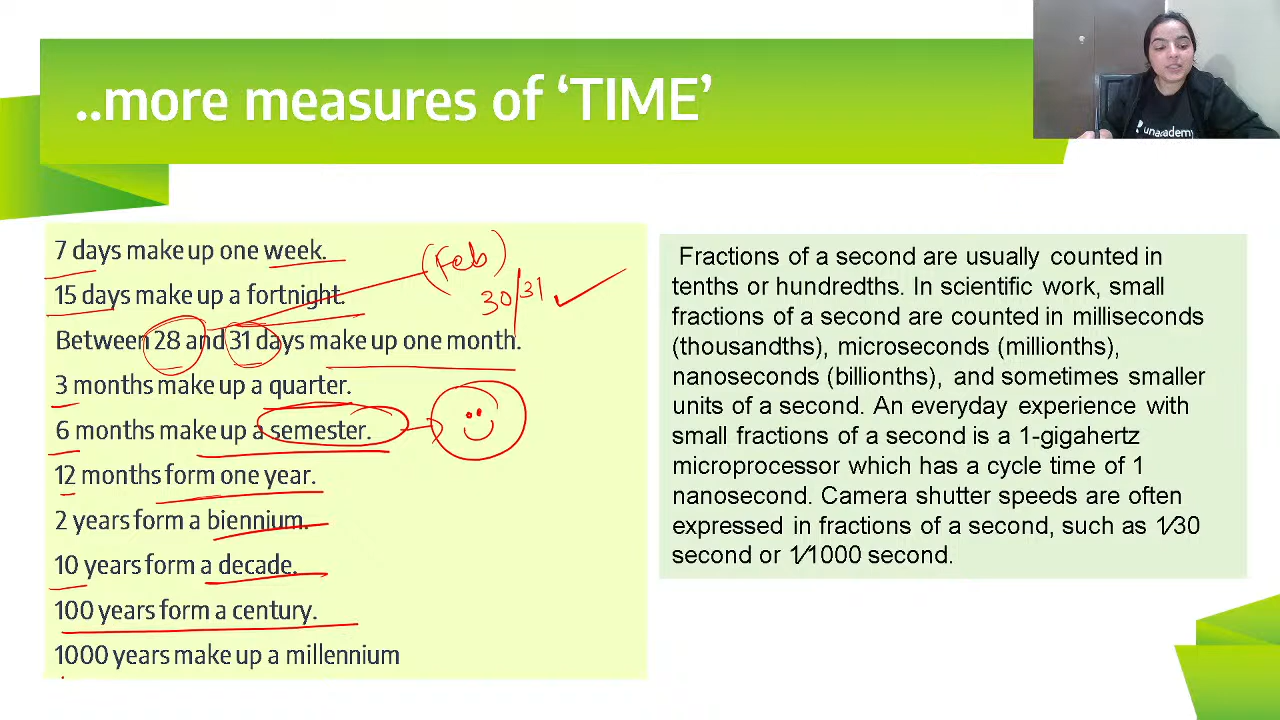 ..more measures of ‘TIME’
unacademy
7 days make up one week.
15 days make up a fortnight.
Between 28 and 31 days make up one month.
3 months make up a quarter.
6 months make up a semester.
12 months form one year.
2 years form a biennium.
10 years form a decade.
100 years form a century.
1000 years make up a millennium
(Feb)
30/31
Fractions of a second are usually counted in
tenths or hundredths. In scientific work, small
fractions of a second are counted in milliseconds
(thousandths), microseconds (millionths),
nanoseconds (billionths), and sometimes smaller
units of a second. An everyday experience with
small fractions of a second is a 1-gigahertz
microprocessor which has a cycle time of 1
nanosecond. Camera shutter speeds are often
expressed in fractions of a second, such as 1⁄30
second or 1⁄1000 second.